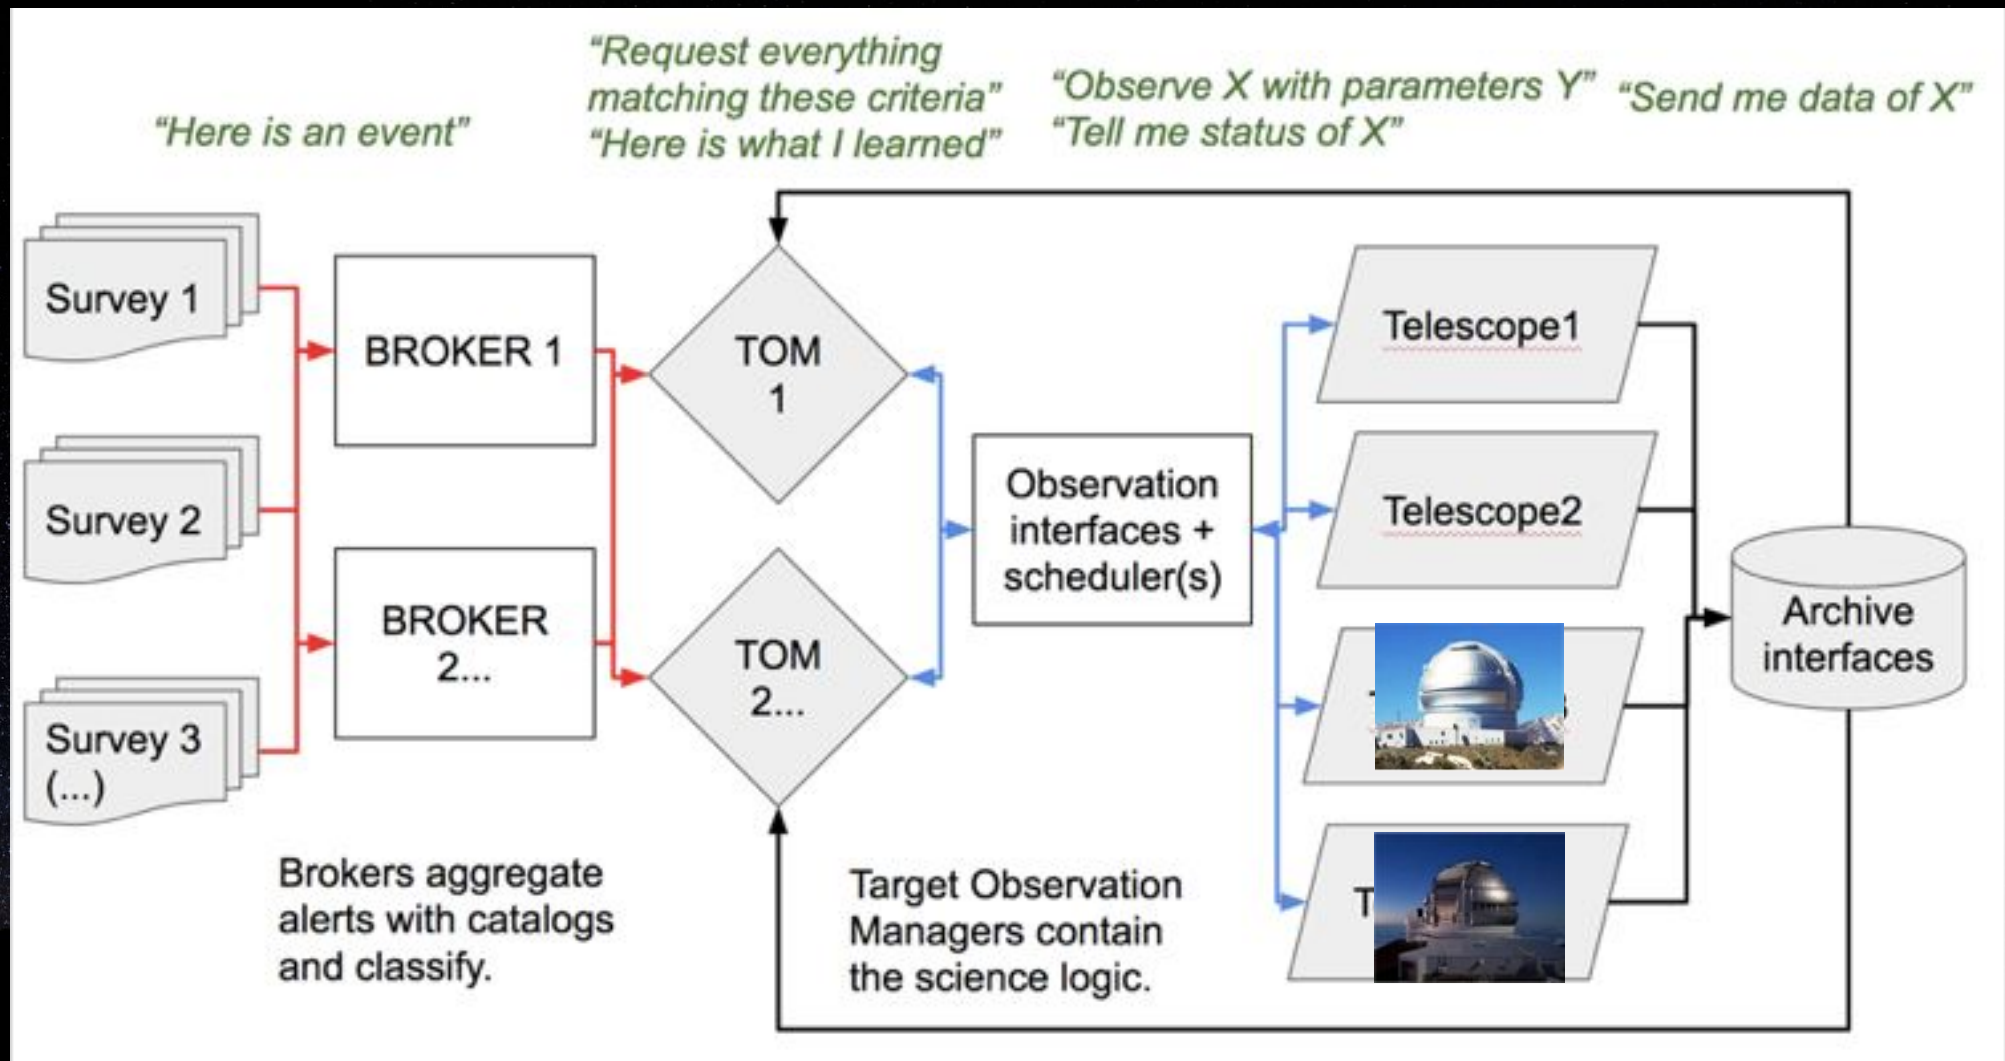 “Here is an event”
“Request everything
matching these criteria”
“Here is what I learned”
“Observe X with parameters Y”
“Tell me status of X”
“Send me data of X”
Survey 1
Survey 2
Survey 3
(...)
BROKER 1
BROKER
2...
TOM
1
TOM
2...
Observation
interfaces +
scheduler(s)
Telescope1
Telescope2
Archive
interfaces
Brokers aggregate
alerts with catalogs
and classify.
Target Observation
Managers contain
the science logic.